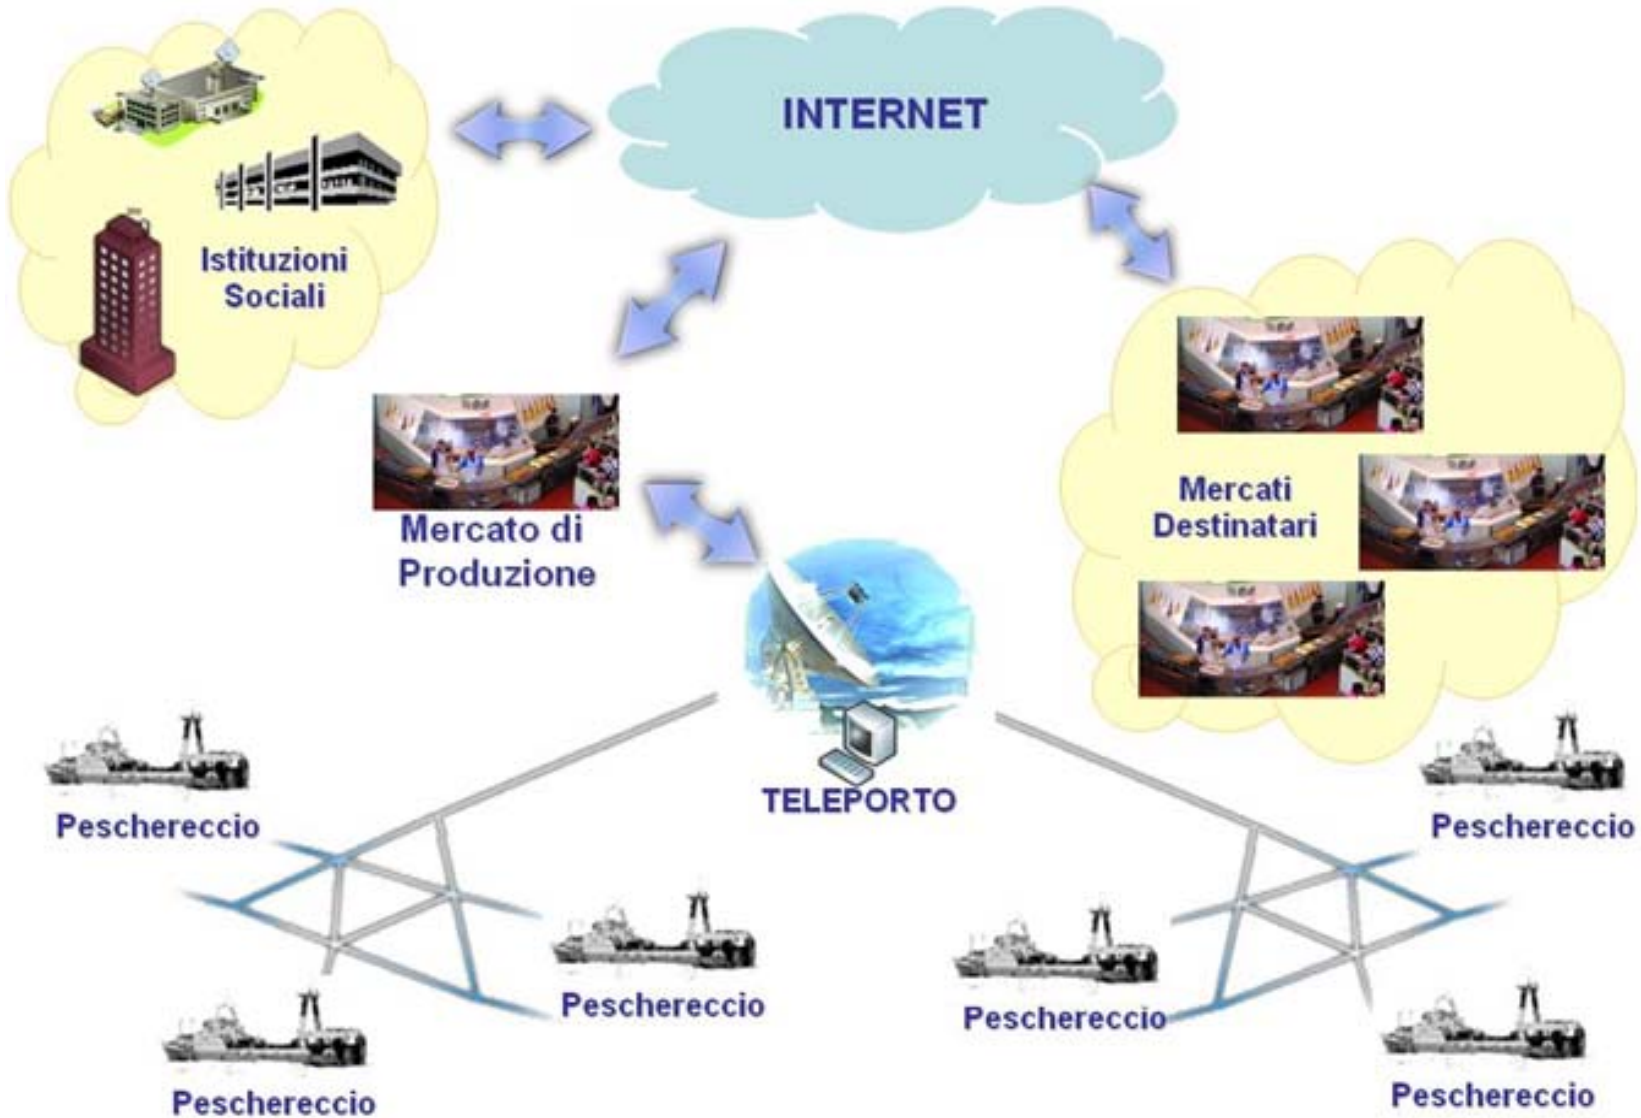 INTERNET
Istituzioni
Sociali
Mercati
Destinatari
Mercato di
Produzione
TELEPORTO
Peschereccio
Peschereccio
Peschereccio
Peschereccio
Peschereccio
Peschereccio